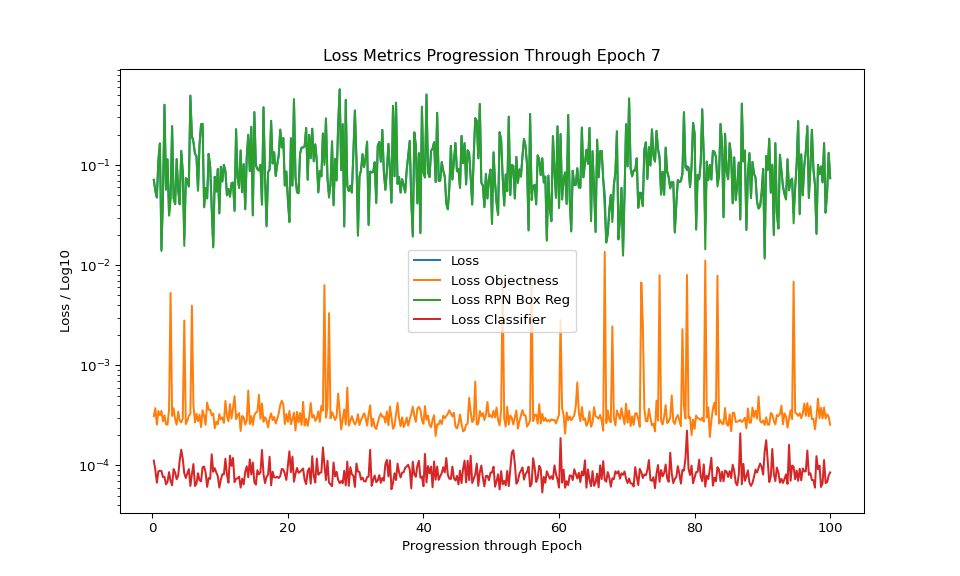 Loss Metrics Progression Through Epoch 7
Loss / Log10
10⁻¹
10⁻²
10⁻³
10⁻⁴
Loss
Loss Objectness
Loss RPN Box Reg
Loss Classifier
0 20 40 60 80 100
Progression through Epoch